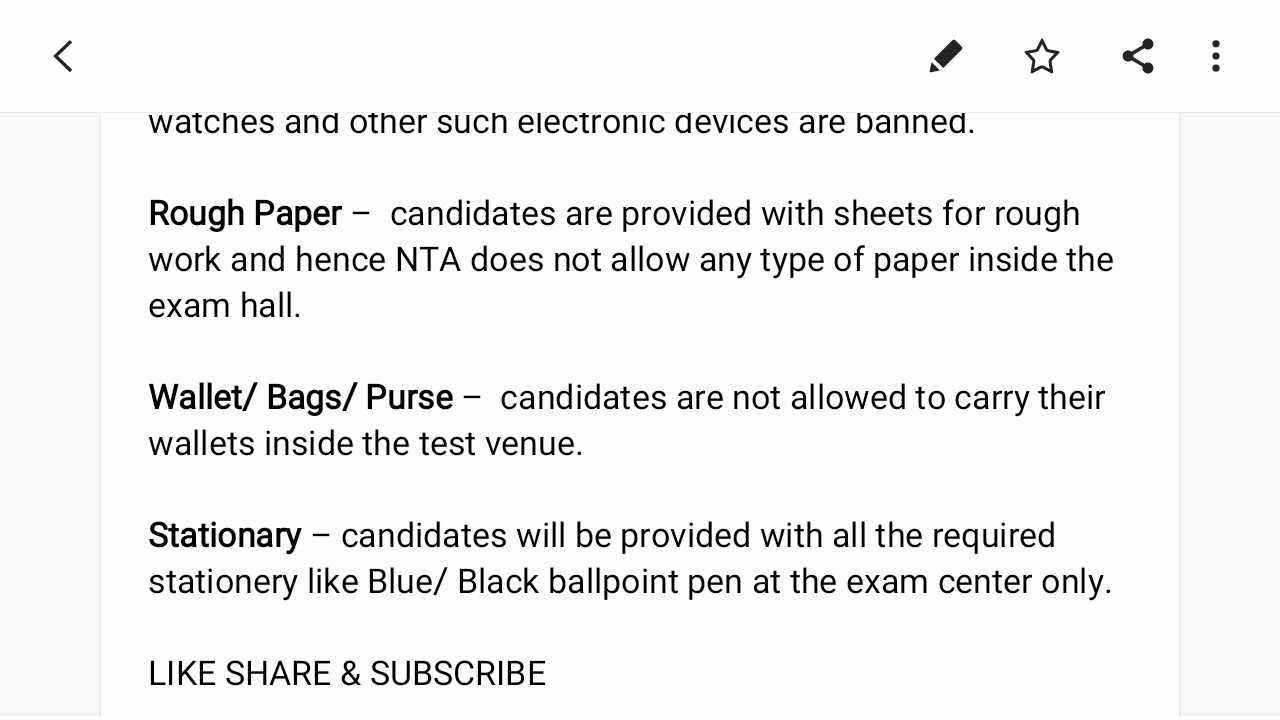 watches and other such electronic devices are banned.
Rough Paper –  candidates are provided with sheets for rough
work and hence NTA does not allow any type of paper inside the
exam hall.
Wallet/ Bags/ Purse –  candidates are not allowed to carry their
wallets inside the test venue.
Stationary – candidates will be provided with all the required
stationery like Blue/ Black ballpoint pen at the exam center only.
LIKE SHARE & SUBSCRIBE